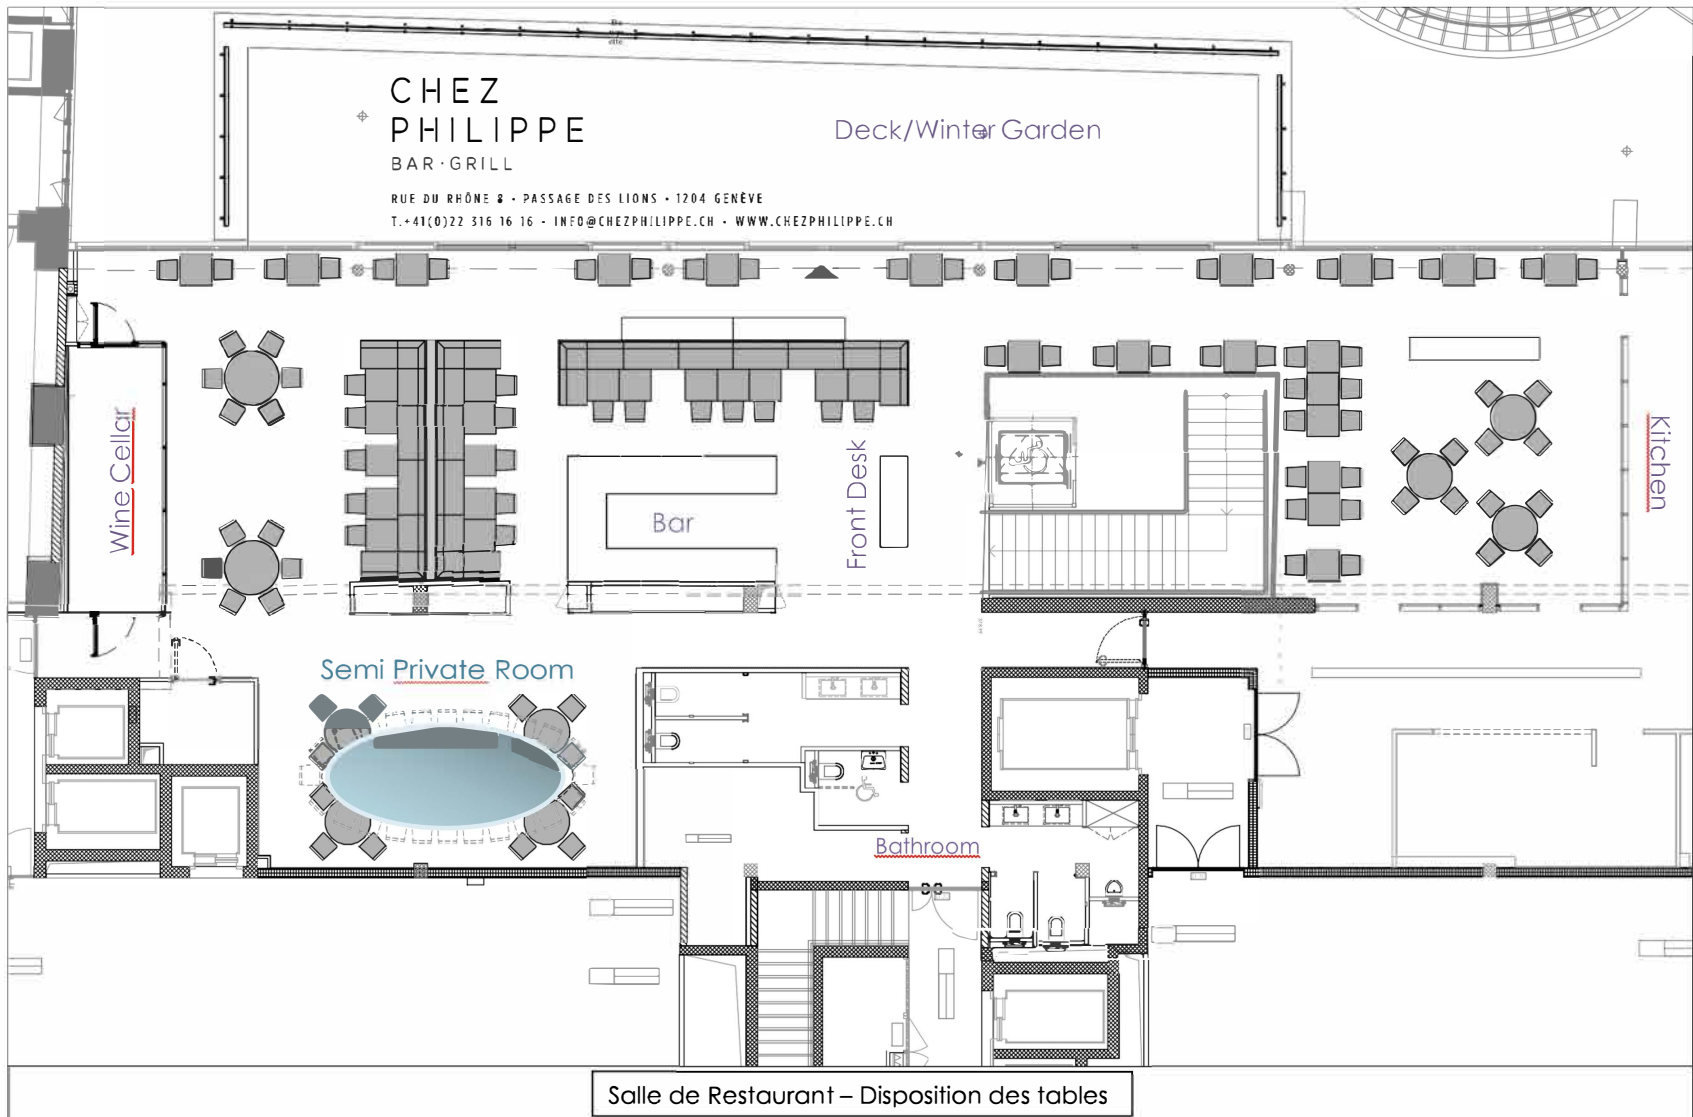 CHEZ
PHILIPPE
BAR·GRILL
Deck/Winter Garden
RUE DU RHÔNE 8 • PASSAGE DES LIONS • 1204 GENÈVE
T.+41(0)22 316 16 16 - INFO@CHEZPHILIPPE.CH • WWW.CHEZPHILIPPE.CH
Wine Cellar
Bar
Front Desk
Kitchen
Semi Private Room
Bathroom
Salle de Restaurant – Disposition des tables